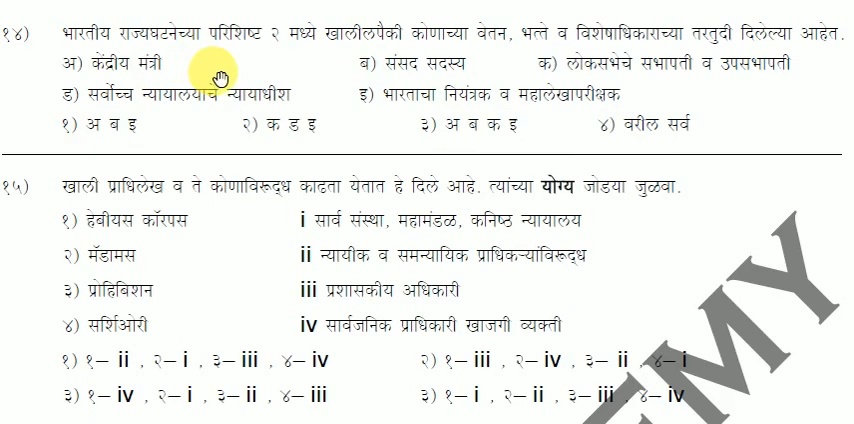 १४) भारतीय राज्यघटनेच्या परिशिष्ट २ मध्ये खालीलपैकी कोणाच्या वेतन, भत्ते व विशेषाधिकाराच्या तरतुदी दिलेल्या आहेत.
अ) केंद्रीय मंत्री ब) संसद सदस्य क) लोकसभेचे सभापती व उपसभापती
ड) सर्वोच्च न्यायालयाचे न्यायाधीश इ) भारताचा नियंत्रक व महालेखापरीक्षक
१) अ ब इ २) क ड इ ३) अ ब क इ ४) वरील सर्व
१५) खाली प्राधिलेख व ते कोणाविरूद्ध काढता येतात हे दिले आहे. त्यांच्या योग्य जोडया जुळवा.
१) हेबीयस कॉरपस i सार्व संस्था, महामंडळ, कनिष्ठ न्यायालय
२) मॅडामस ii न्यायीक व समन्यायिक प्राधिकऱ्यांविरूद्ध
३) प्रोहिबिशन iii प्रशासकीय अधिकारी
४) सर्शिओरी iv सार्वजनिक प्राधिकारी खाजगी व्यक्ती
१) १– ii , २– i , ३– iii , ४– iv २) १– iii , २– iv , ३– ii , ४– i
३) १– iv , २– i , ३– ii , ४– iii ३) १– i , २– ii , ३– iii , ४– iv
EMY